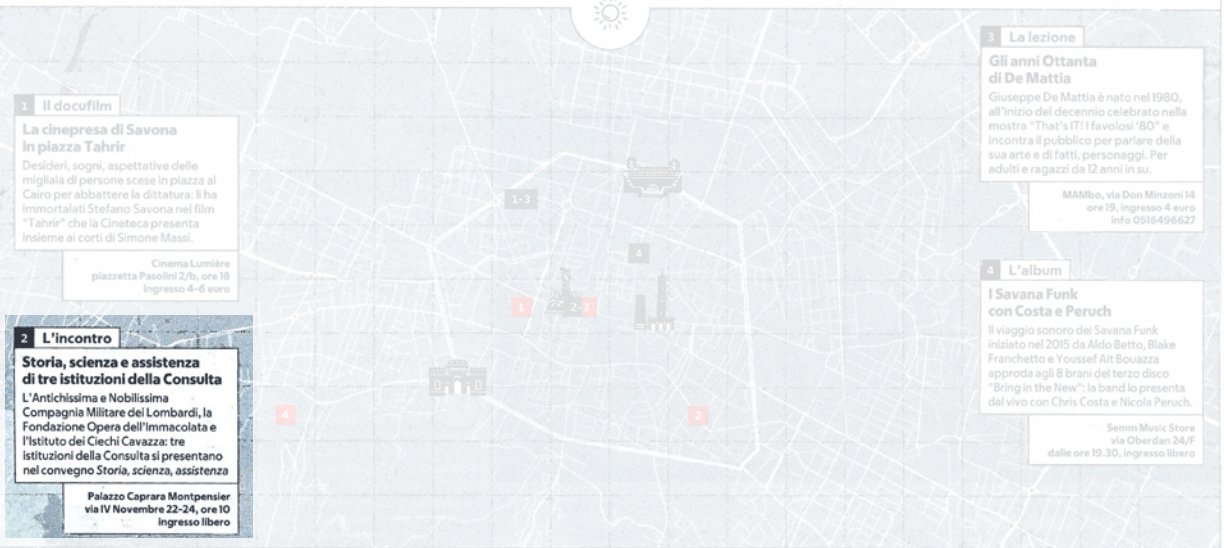 1 Il docufilm
La cinepresa di Savona
in piazza Tahrir
Desideri, sogni, aspettative delle
migliaia di persone scese in piazza al
Cairo per abbattere la dittatura: li ha
immortalati Stefano Savona nel film
"Tahrir" che la Cineteca presenta
insieme ai corti di Simone Massi.
Cinema Lumière
piazzetta Pasolini 2/b, ore 18
ingresso 4-6 euro
2 L'incontro
Storia, scienza e assistenza
di tre istituzioni della Consulta
L'Antichissima e Nobilissima
Compagnia Militare dei Lombardi, la
Fondazione Opera dell'Immacolata e
l'Istituto dei Ciechi Cavazza: tre
istituzioni della Consulta si presentano
nel convegno Storia, scienza, assistenza
Palazzo Caprara Montpensier
via IV Novembre 22-24, ore 10
ingresso libero
1-3
4
1
2-3
4
2
3 La lezione
Gli anni Ottanta
di De Mattia
Giuseppe De Mattia è nato nel 1980,
all'inizio del decennio celebrato nella
mostra "That's IT! I favolosi '80" e
incontra il pubblico per parlare della
sua arte e di fatti, personaggi. Per
adulti e ragazzi da 12 anni in su.
MAMbo, via Don Minzoni 14
ore 19, ingresso 4 euro
info 0516496627
4 L'album
I Savana Funk
con Costa e Peruch
Il viaggio sonoro dei Savana Funk
iniziato nel 2015 da Aldo Betto, Blake
Franchetto e Youssef Ait Bouazza
approda agli 8 brani del terzo disco
"Bring in the New": la band lo presenta
dal vivo con Chris Costa e Nicola Peruch.
Semm Music Store
via Oberdan 24/F
dalle ore 19.30, ingresso libero